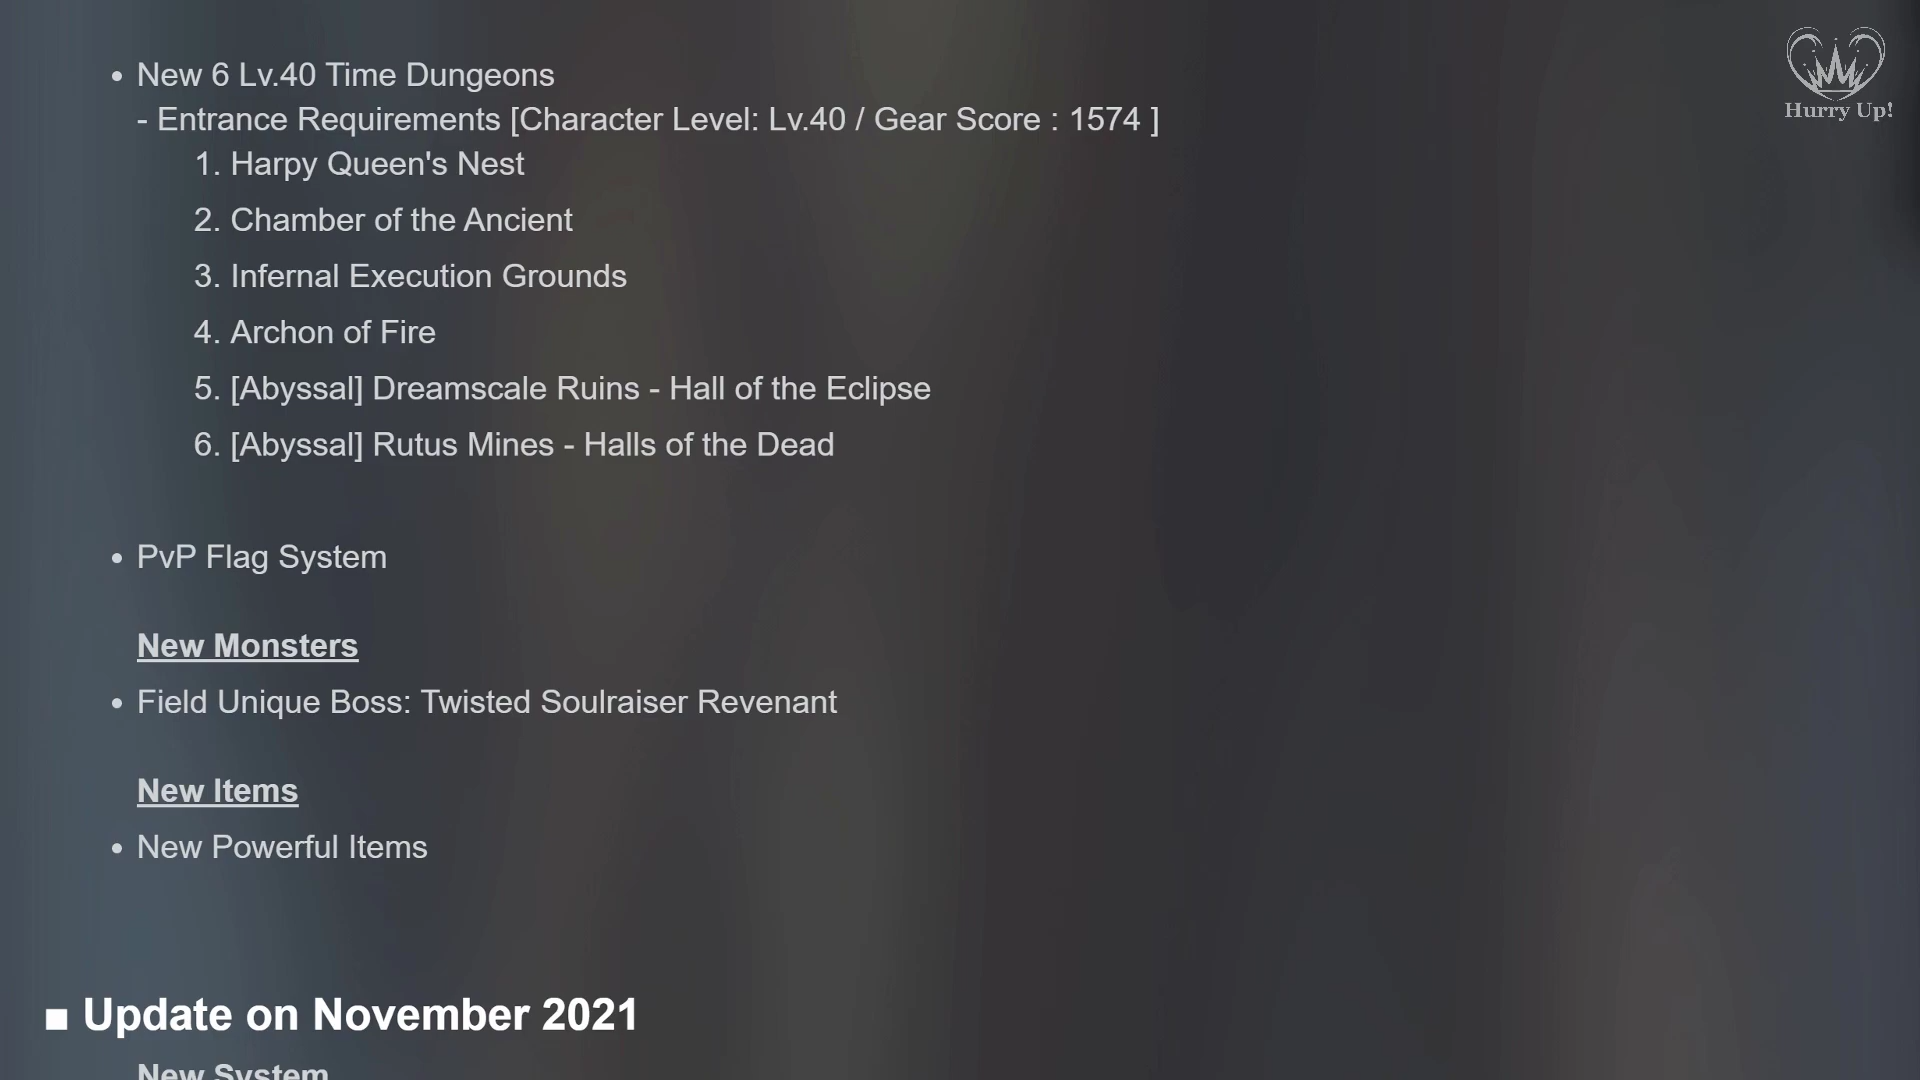 Hurry Up!
• New 6 Lv.40 Time Dungeons
- Entrance Requirements [Character Level: Lv.40 / Gear Score : 1574 ]
1. Harpy Queen's Nest
2. Chamber of the Ancient
3. Infernal Execution Grounds
4. Archon of Fire
5. [Abyssal] Dreamscale Ruins - Hall of the Eclipse
6. [Abyssal] Rutus Mines - Halls of the Dead
• PvP Flag System
New Monsters
• Field Unique Boss: Twisted Soulraiser Revenant
New Items
• New Powerful Items
■ Update on November 2021
New System